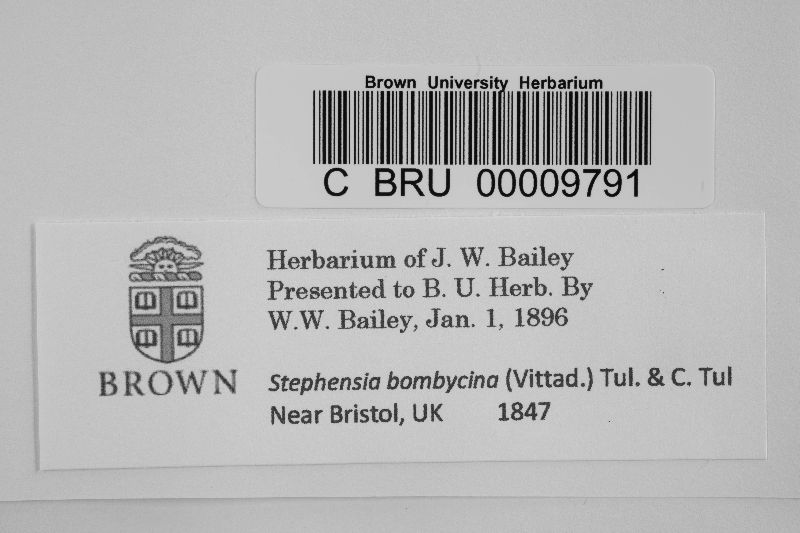 Brown University Herbarium
C BRU 00009791
Herbarium of J. W. Bailey
Presented to B. U. Herb. By
W.W. Bailey, Jan. 1, 1896
BROWN
Stephensia bombycina (Vittad.) Tul. & C. Tul
Near Bristol, UK 1847